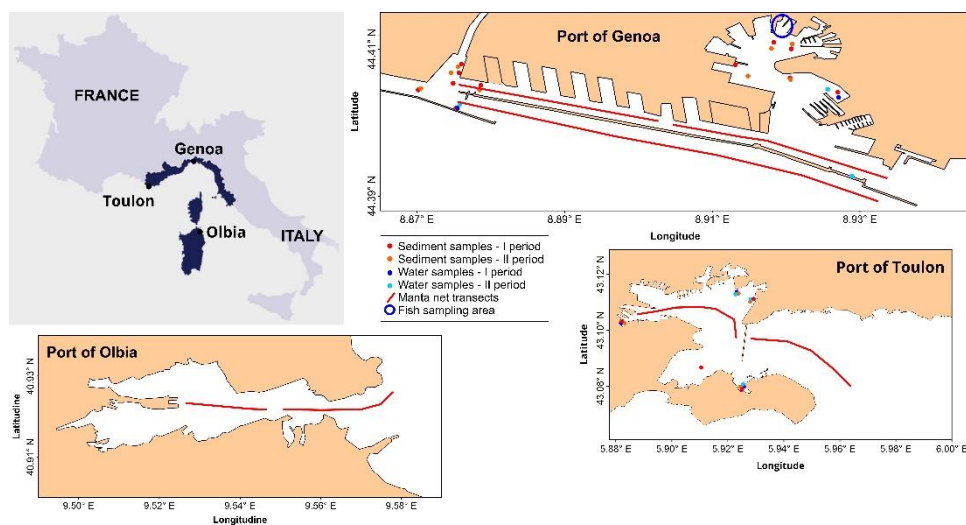 FRANCE
Genoa
Toulon
Olbia
ITALY
Port of Genoa
Latitude
44.41° N
44.39° N
8.87° E
8.89° E
8.91° E
8.93° E
Longitude
Sediment samples - I period
Sediment samples - II period
Water samples - I period
Water samples - II period
Manta net transects
Fish sampling area
Port of Toulon
Latitude
43.12° N
43.10° N
43.08° N
5.88° E
5.90° E
5.92° E
5.94° E
5.96° E
5.98° E
6.00° E
Longitude
Port of Olbia
Latitudine
40.93° N
40.91° N
9.50° E
9.52° E
9.54° E
9.56° E
9.58° E
Longitudine